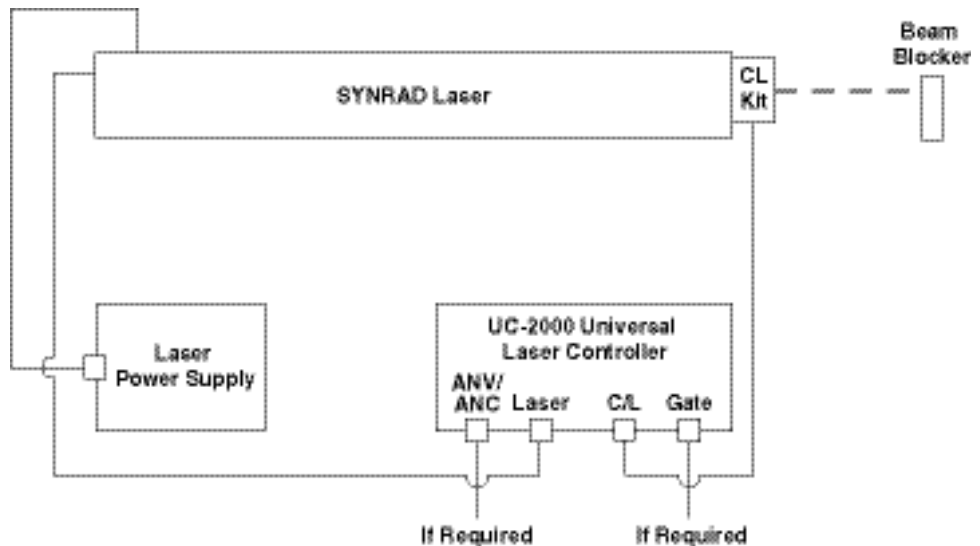 Beam
Blocker
SYNRAD Laser
CL
Kit
UC-2000 Universal
Laser Controller
Laser
Power Supply
ANV/
ANC
Laser
C/L
Gate
If Required
If Required